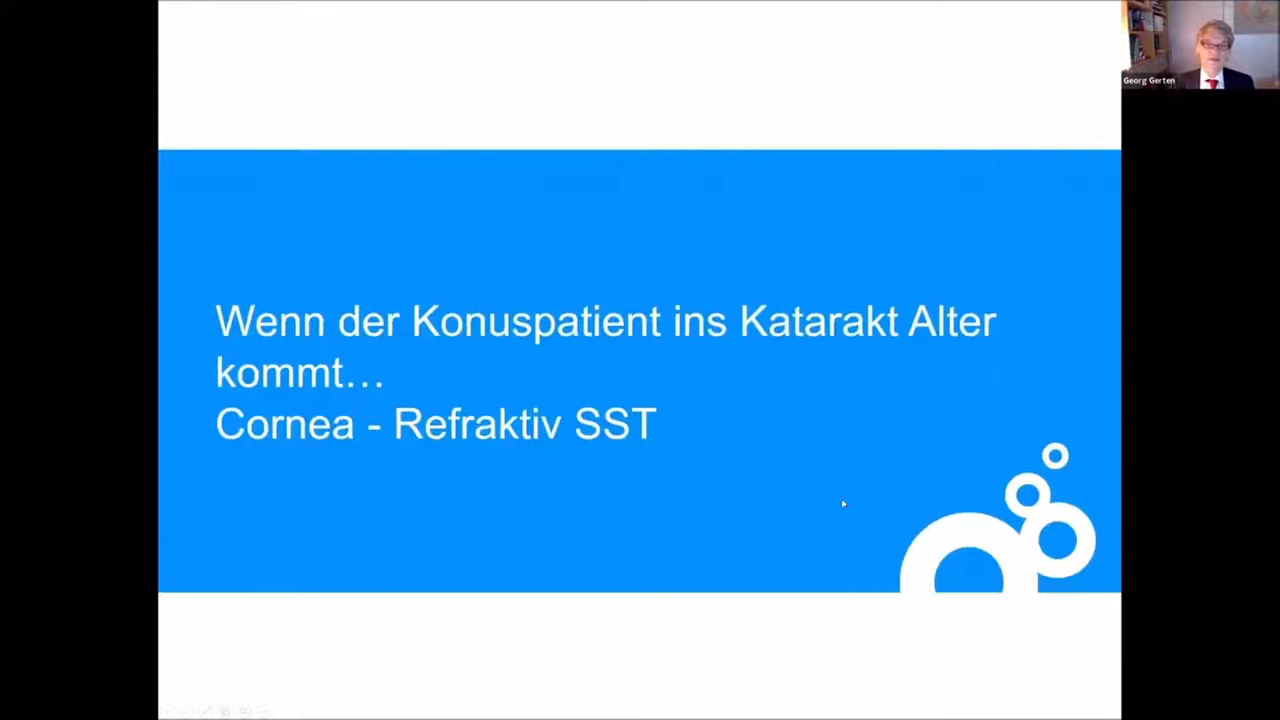 Georg Gerten
Wenn der Konuspatient ins Katarakt Alter
kommt…
Cornea - Refraktiv SST